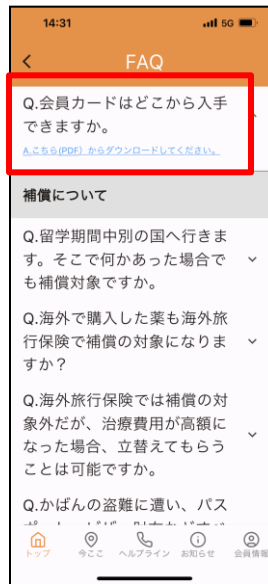 14:31
5G
FAQ
Q.会員カードはどこから入手
できますか。
A.こちら(PDF）からダウンロードしてください。
補償について
Q.留学期間中別の国へ行きま
す。そこで何かあった場合で
も補償対象ですか。
Q.海外で購入した薬も海外旅
行保険で補償の対象になりま
すか？
Q.海外旅行保険では補償の対
象外だが、治療費用が高額に
なった場合、立替えてもらう
ことは可能ですか。
Q.かばんの盗難に遭い、パス
トップ
今ここ
ヘルプライン
お知らせ
会員情報